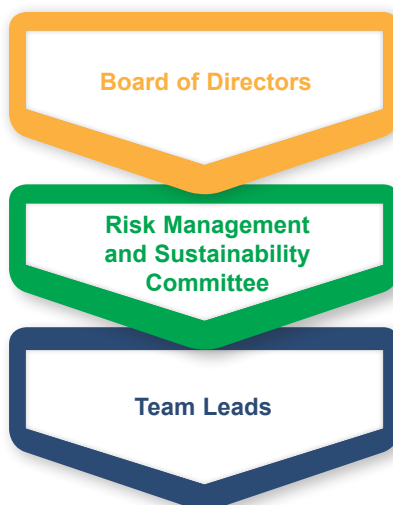 Board of Directors
Risk Management
and Sustainability
Committee
Team Leads